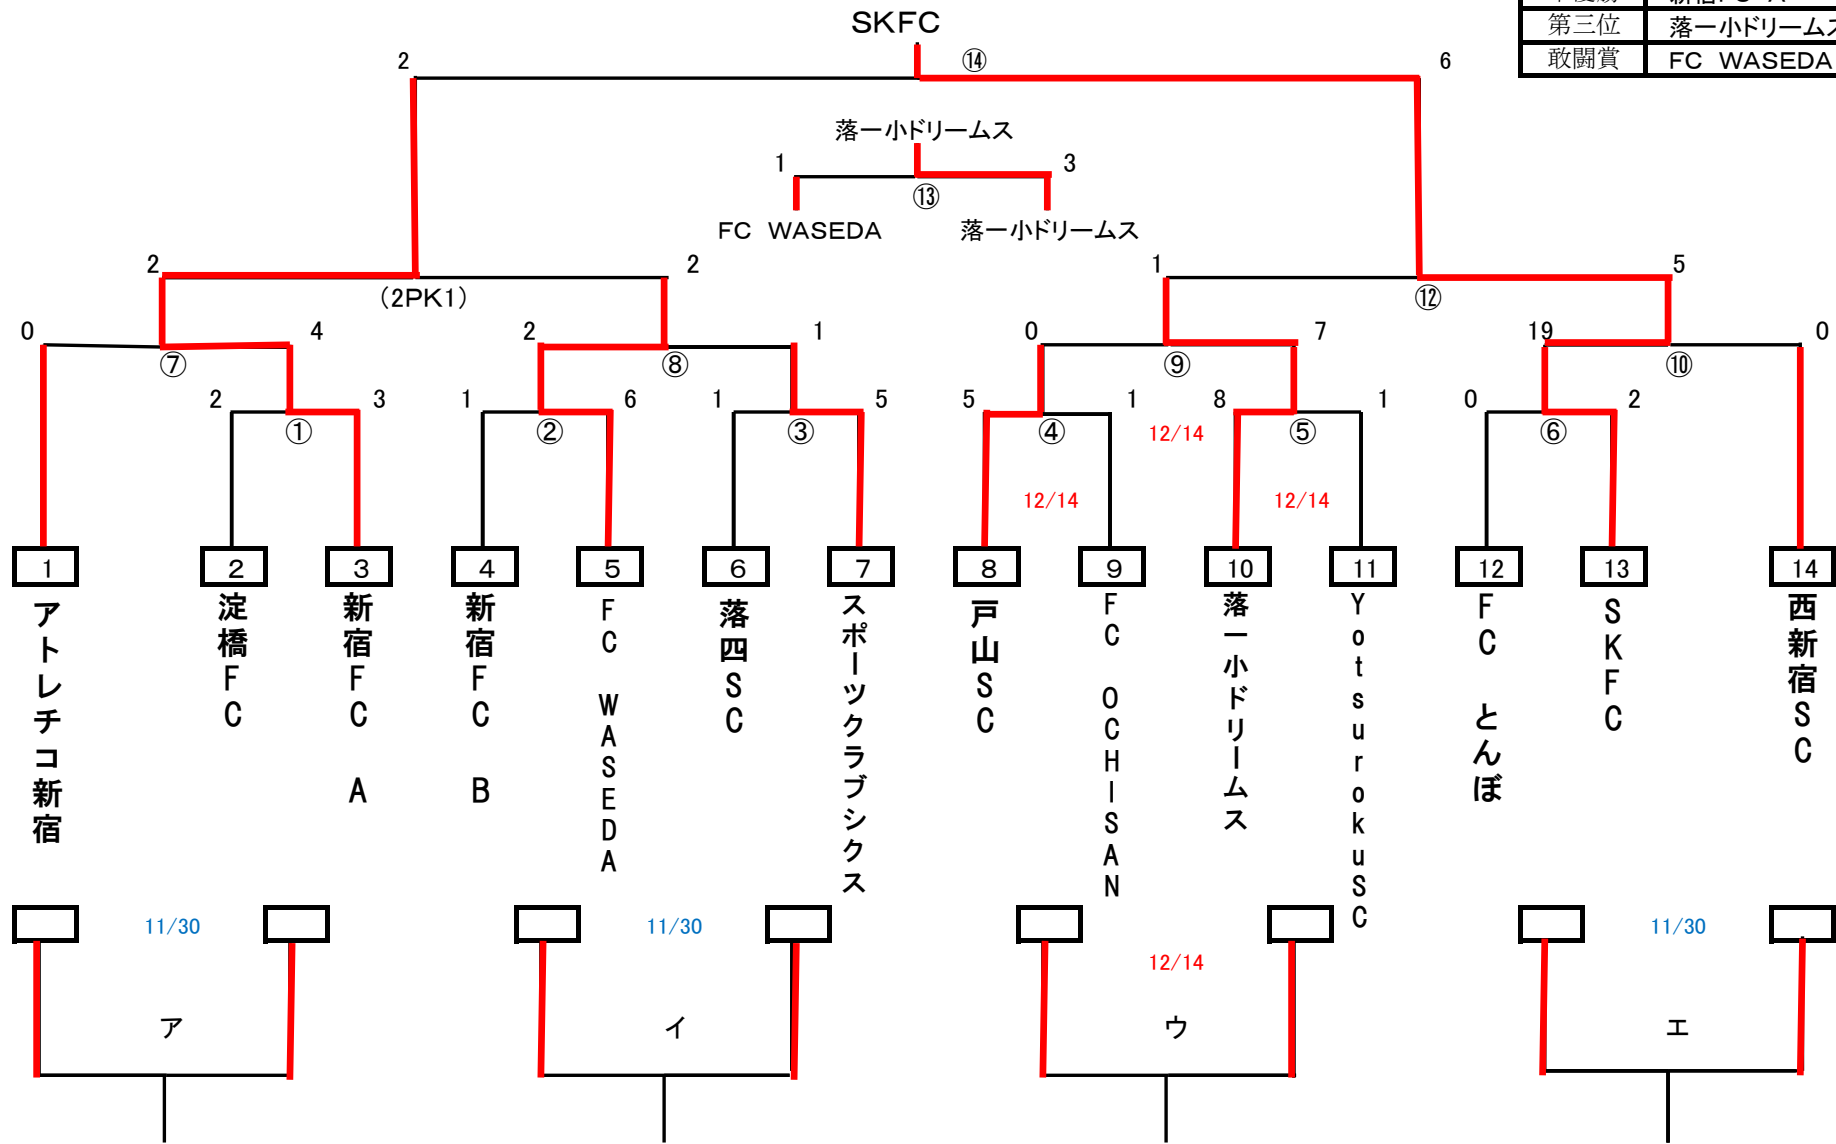 SKFC
新宿FC A
第三位 落一小ドリームス
敢闘賞 FC WASEDA
2 ⑭ 6
落一小ドリームス
1 ⑬ 3
FC WASEDA 落一小ドリームス
2 (2PK1) 2 1 ⑫ 5
0 ⑦ 4 2 ⑧ 1 0 ⑨ 7 19 ⑩ 0
2 ① 3 1 ② 6 1 ③ 5 5 ④ 1 12/14 8 ⑤ 1 0 ⑥ 2
12/14 12/14
1 2 3 4 5 6 7 8 9 10 11 12 13 14
アトレチコ新宿
淀橋FC
新宿FC A
新宿FC B
FC WASEDA
落四SC
スポーツクラブシクス
戸山SC
FC OCHISAN
落一小ドリームス
YotsurokuSC
FC とんぼ
SKFC
西新宿SC
11/30 11/30 12/14 11/30
ア イ ウ エ